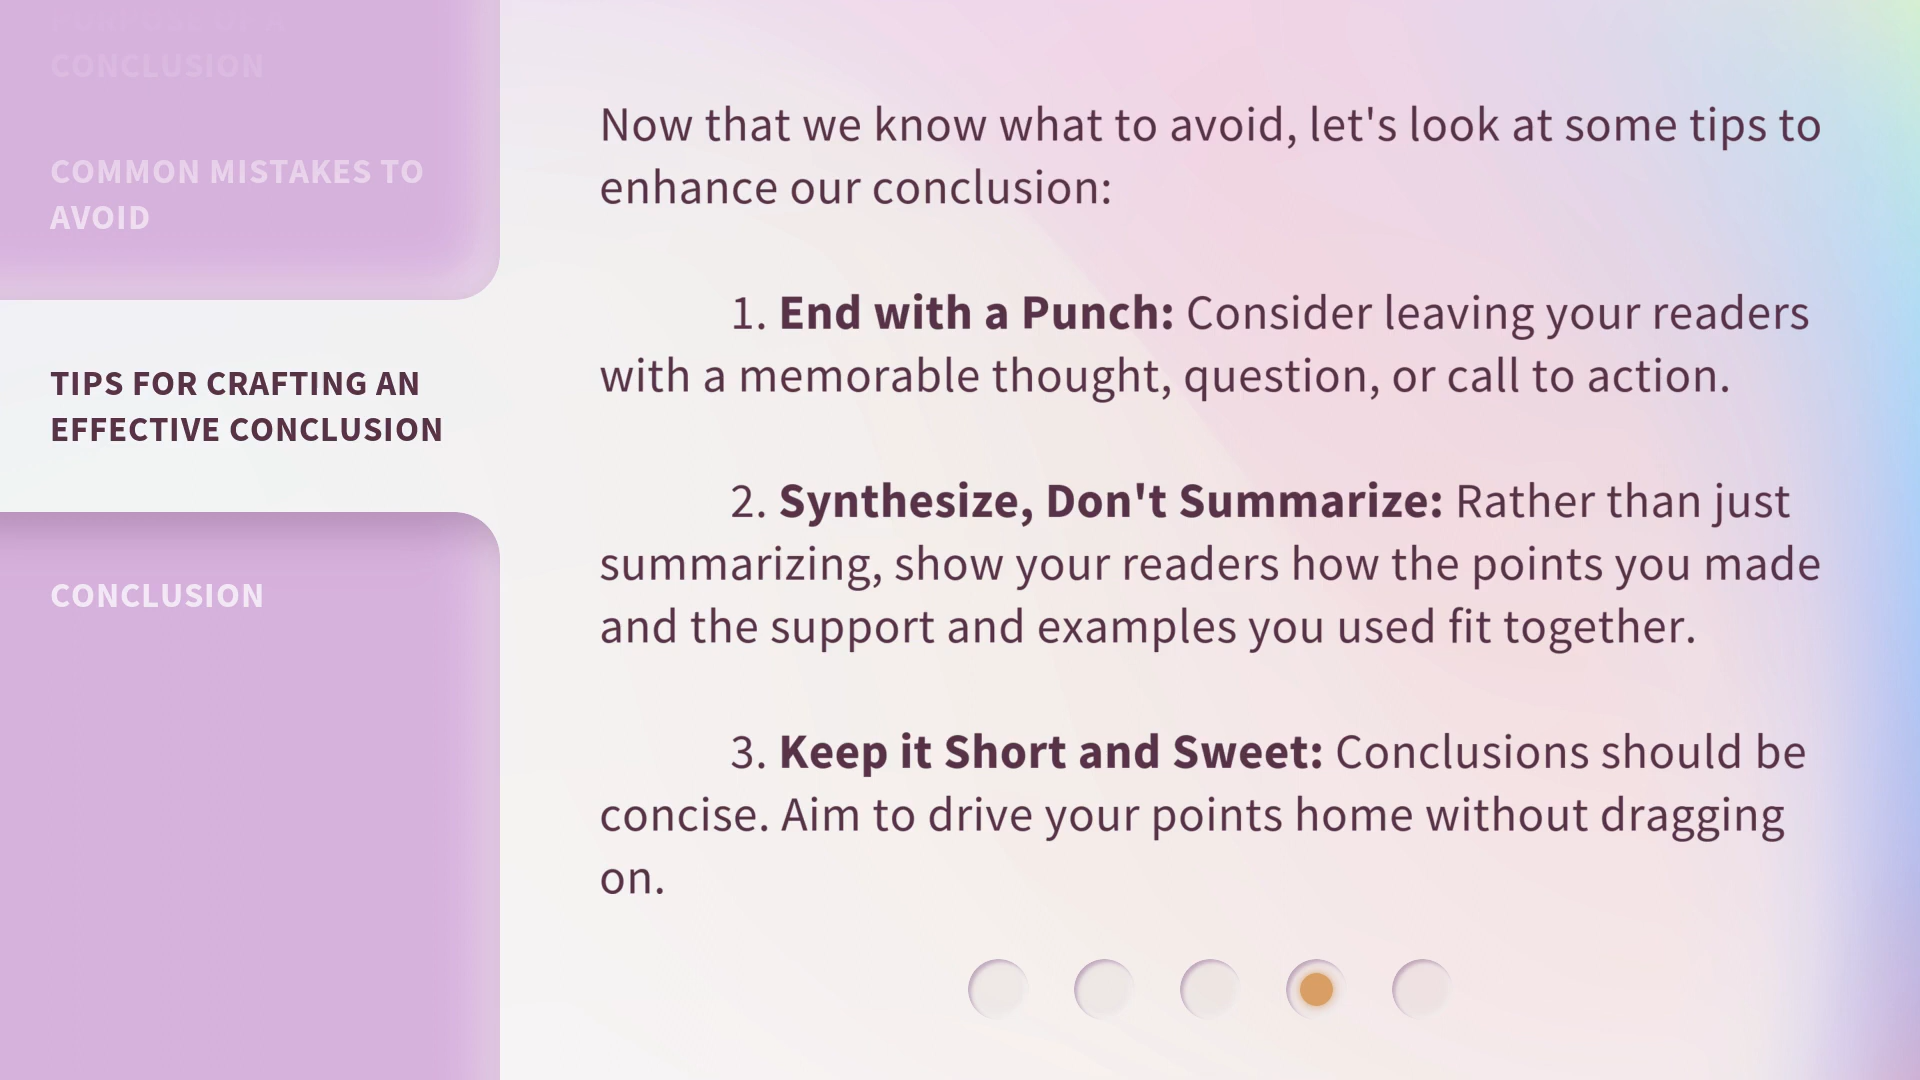 PURPOSE OF A
CONCLUSION
COMMON MISTAKES TO
AVOID
TIPS FOR CRAFTING AN
EFFECTIVE CONCLUSION
CONCLUSION
Now that we know what to avoid, let's look at some tips to
enhance our conclusion:
1. End with a Punch: Consider leaving your readers
with a memorable thought, question, or call to action.
2. Synthesize, Don't Summarize: Rather than just
summarizing, show your readers how the points you made
and the support and examples you used fit together.
3. Keep it Short and Sweet: Conclusions should be
concise. Aim to drive your points home without dragging
on.